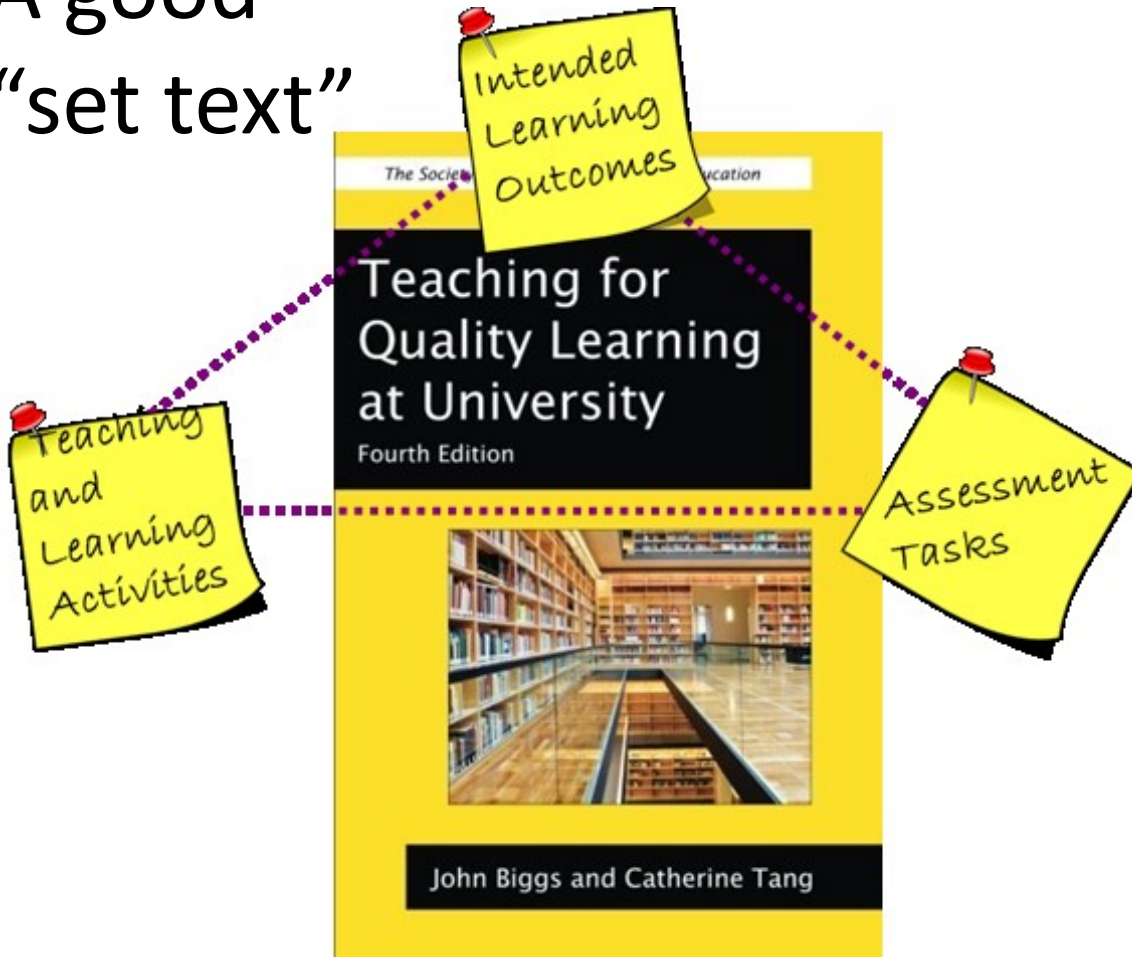 A good
“set text”
Intended
Learning
Outcomes
The Socie ucation
Teaching for
Quality Learning
at University
Fourth Edition
Teaching
and
Learning
Activities
Assessment
Tasks
John Biggs and Catherine Tang